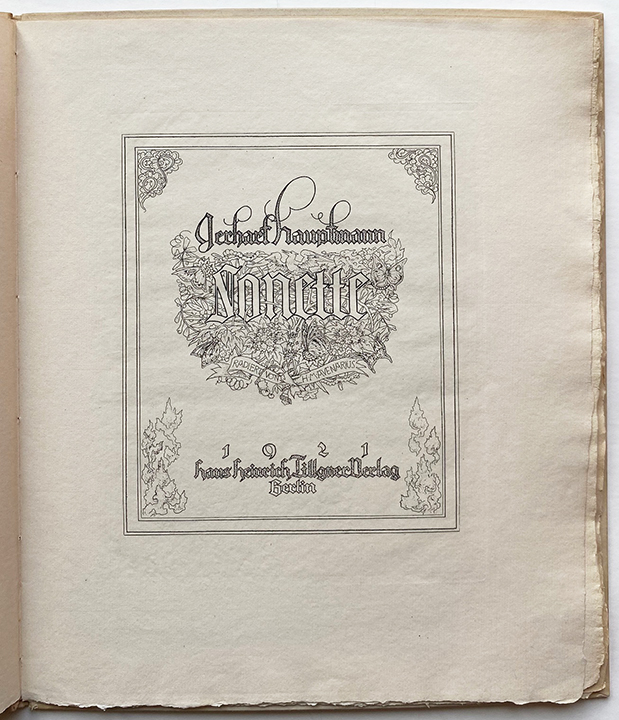 Gerhart Hauptmann
Sonette
RADIERT VON H.M. AVENARIUS
1921
Hans Heinrich Tillgner Verlag
Berlin